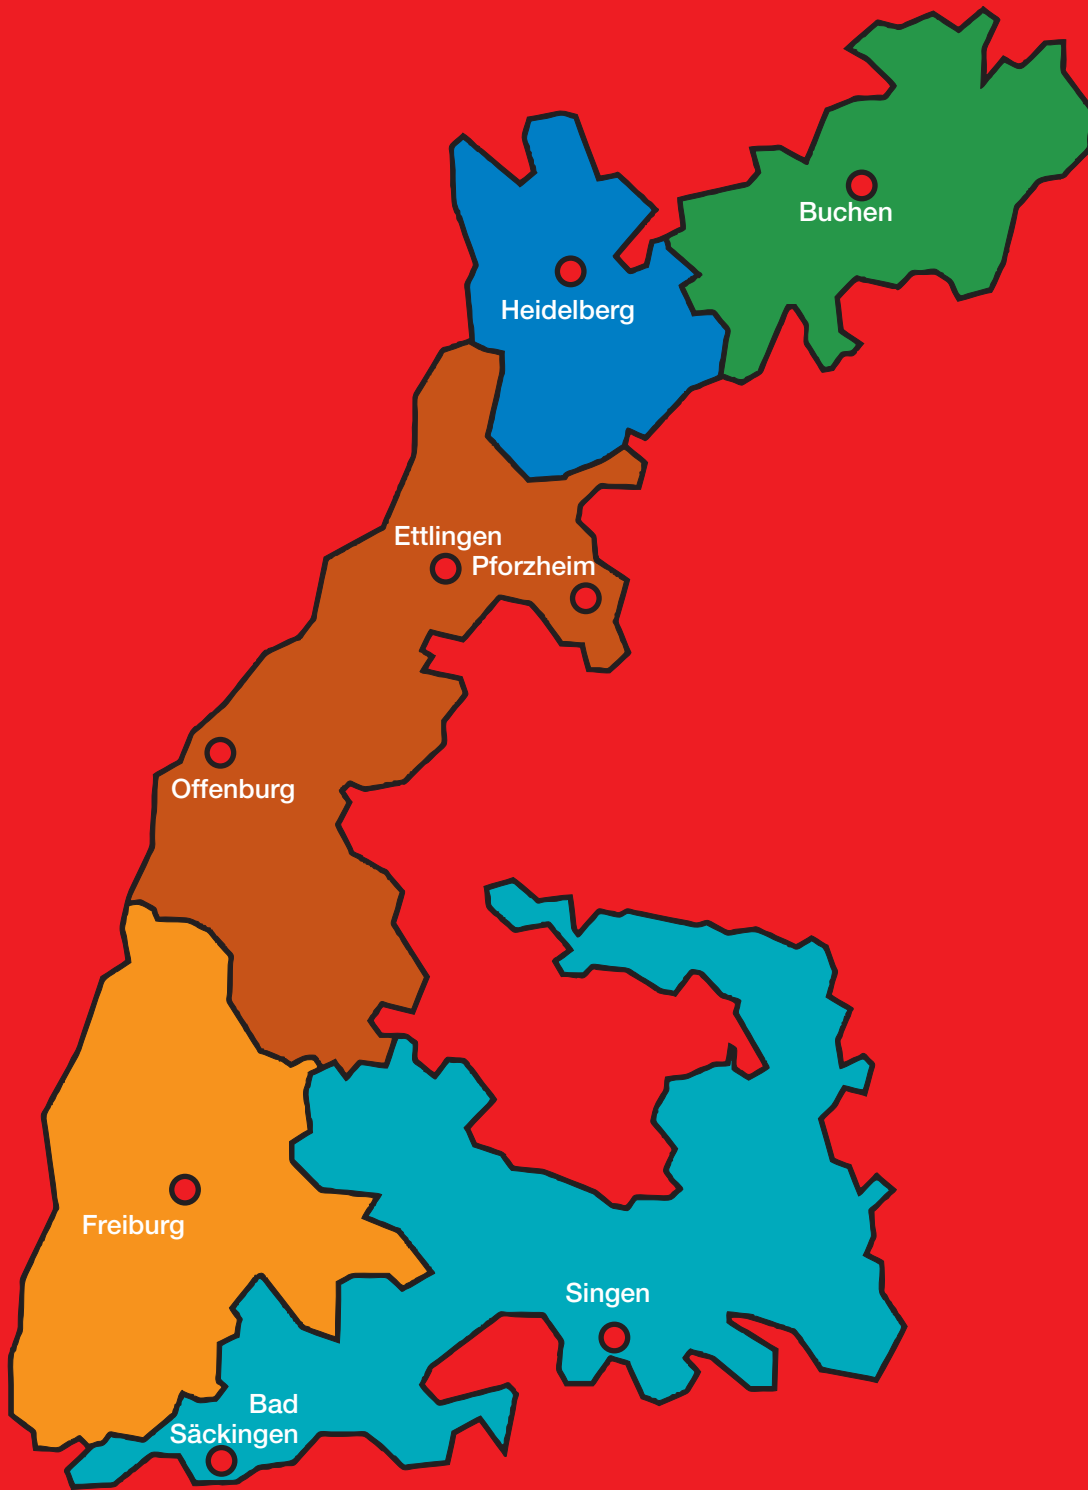 Buchen
Heidelberg
Ettlingen
Pforzheim
Offenburg
Freiburg
Singen
Bad
Säckingen